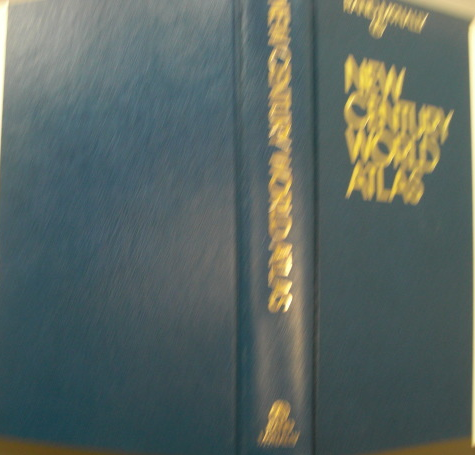 NEW CENTURY WORLD ATLAS
NEW
CENTURY
WORLD
ATLAS